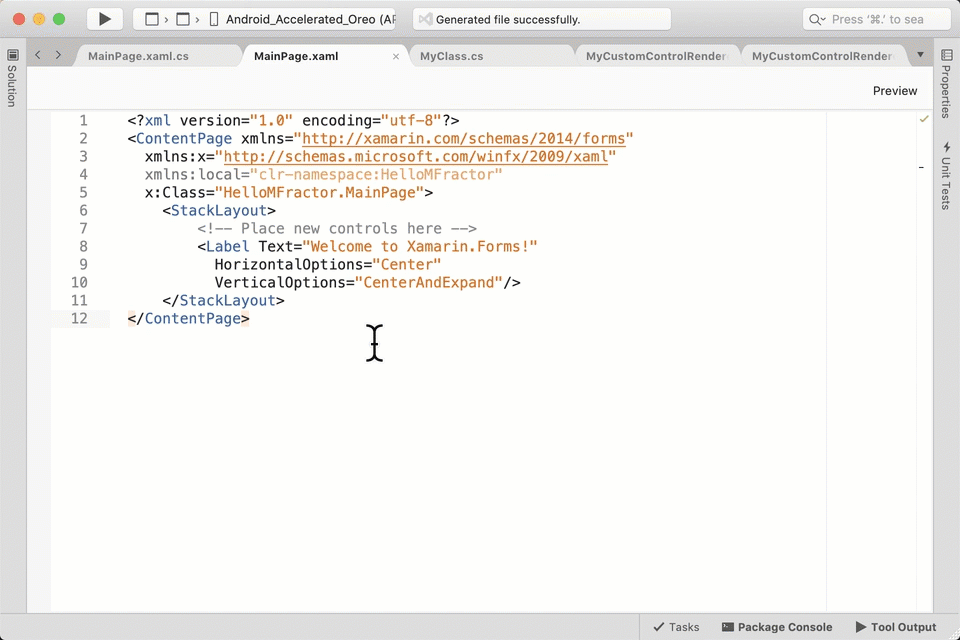 Android_Accelerated_Oreo (AP
Generated file successfully.
Press ‘⌘.’ to sea
Solution
MainPage.xaml.cs
MainPage.xaml
MyClass.cs
MyCustomControlRender
MyCustomControlRender
Properties
Unit Tests
Preview
1 <?xml version="1.0" encoding="utf-8"?>
2 <ContentPage xmlns="http://xamarin.com/schemas/2014/forms"
3 xmlns:x="http://schemas.microsoft.com/winfx/2009/xaml"
4 xmlns:local="clr-namespace:HelloMFractor"
5 x:Class="HelloMFractor.MainPage">
6 <StackLayout>
7 <!-- Place new controls here -->
8 <Label Text="Welcome to Xamarin.Forms!"
9 HorizontalOptions="Center"
10 VerticalOptions="CenterAndExpand"/>
11 </StackLayout>
12 </ContentPage>
Tasks
Package Console
Tool Output